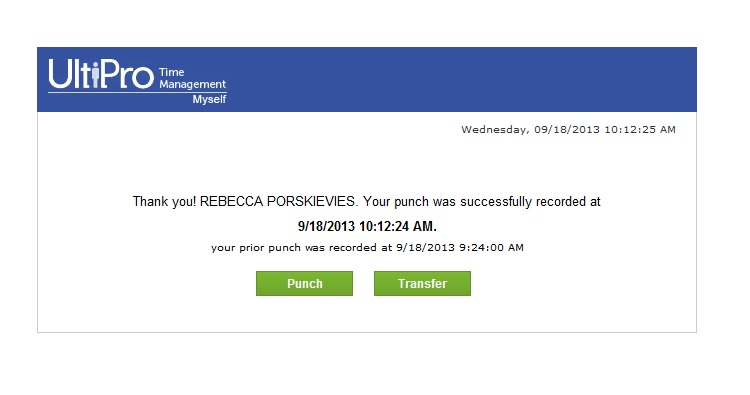 UltiPro Time
Management
Myself
Wednesday, 09/18/2013 10:12:25 AM
Thank you! REBECCA PORSKIEVIES. Your punch was successfully recorded at
9/18/2013 10:12:24 AM.
your prior punch was recorded at 9/18/2013 9:24:00 AM
Punch Transfer